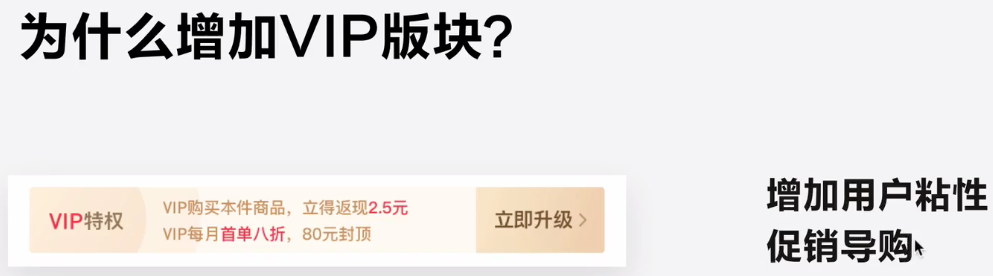 为什么增加VIP版块?
VIP特权
VIP购买本件商品，立得返现2.5元
VIP每月首单八折，80元封顶
立即升级 >
增加用户粘性
促销导购